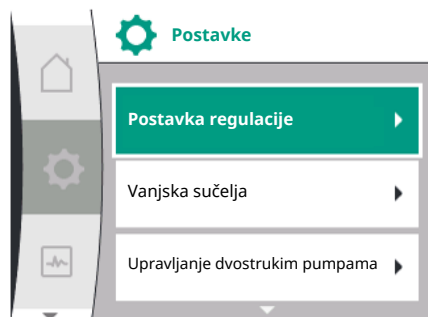 Postavke
Postavka regulacije
Vanjska sučelja
Upravljanje dvostrukim pumpama